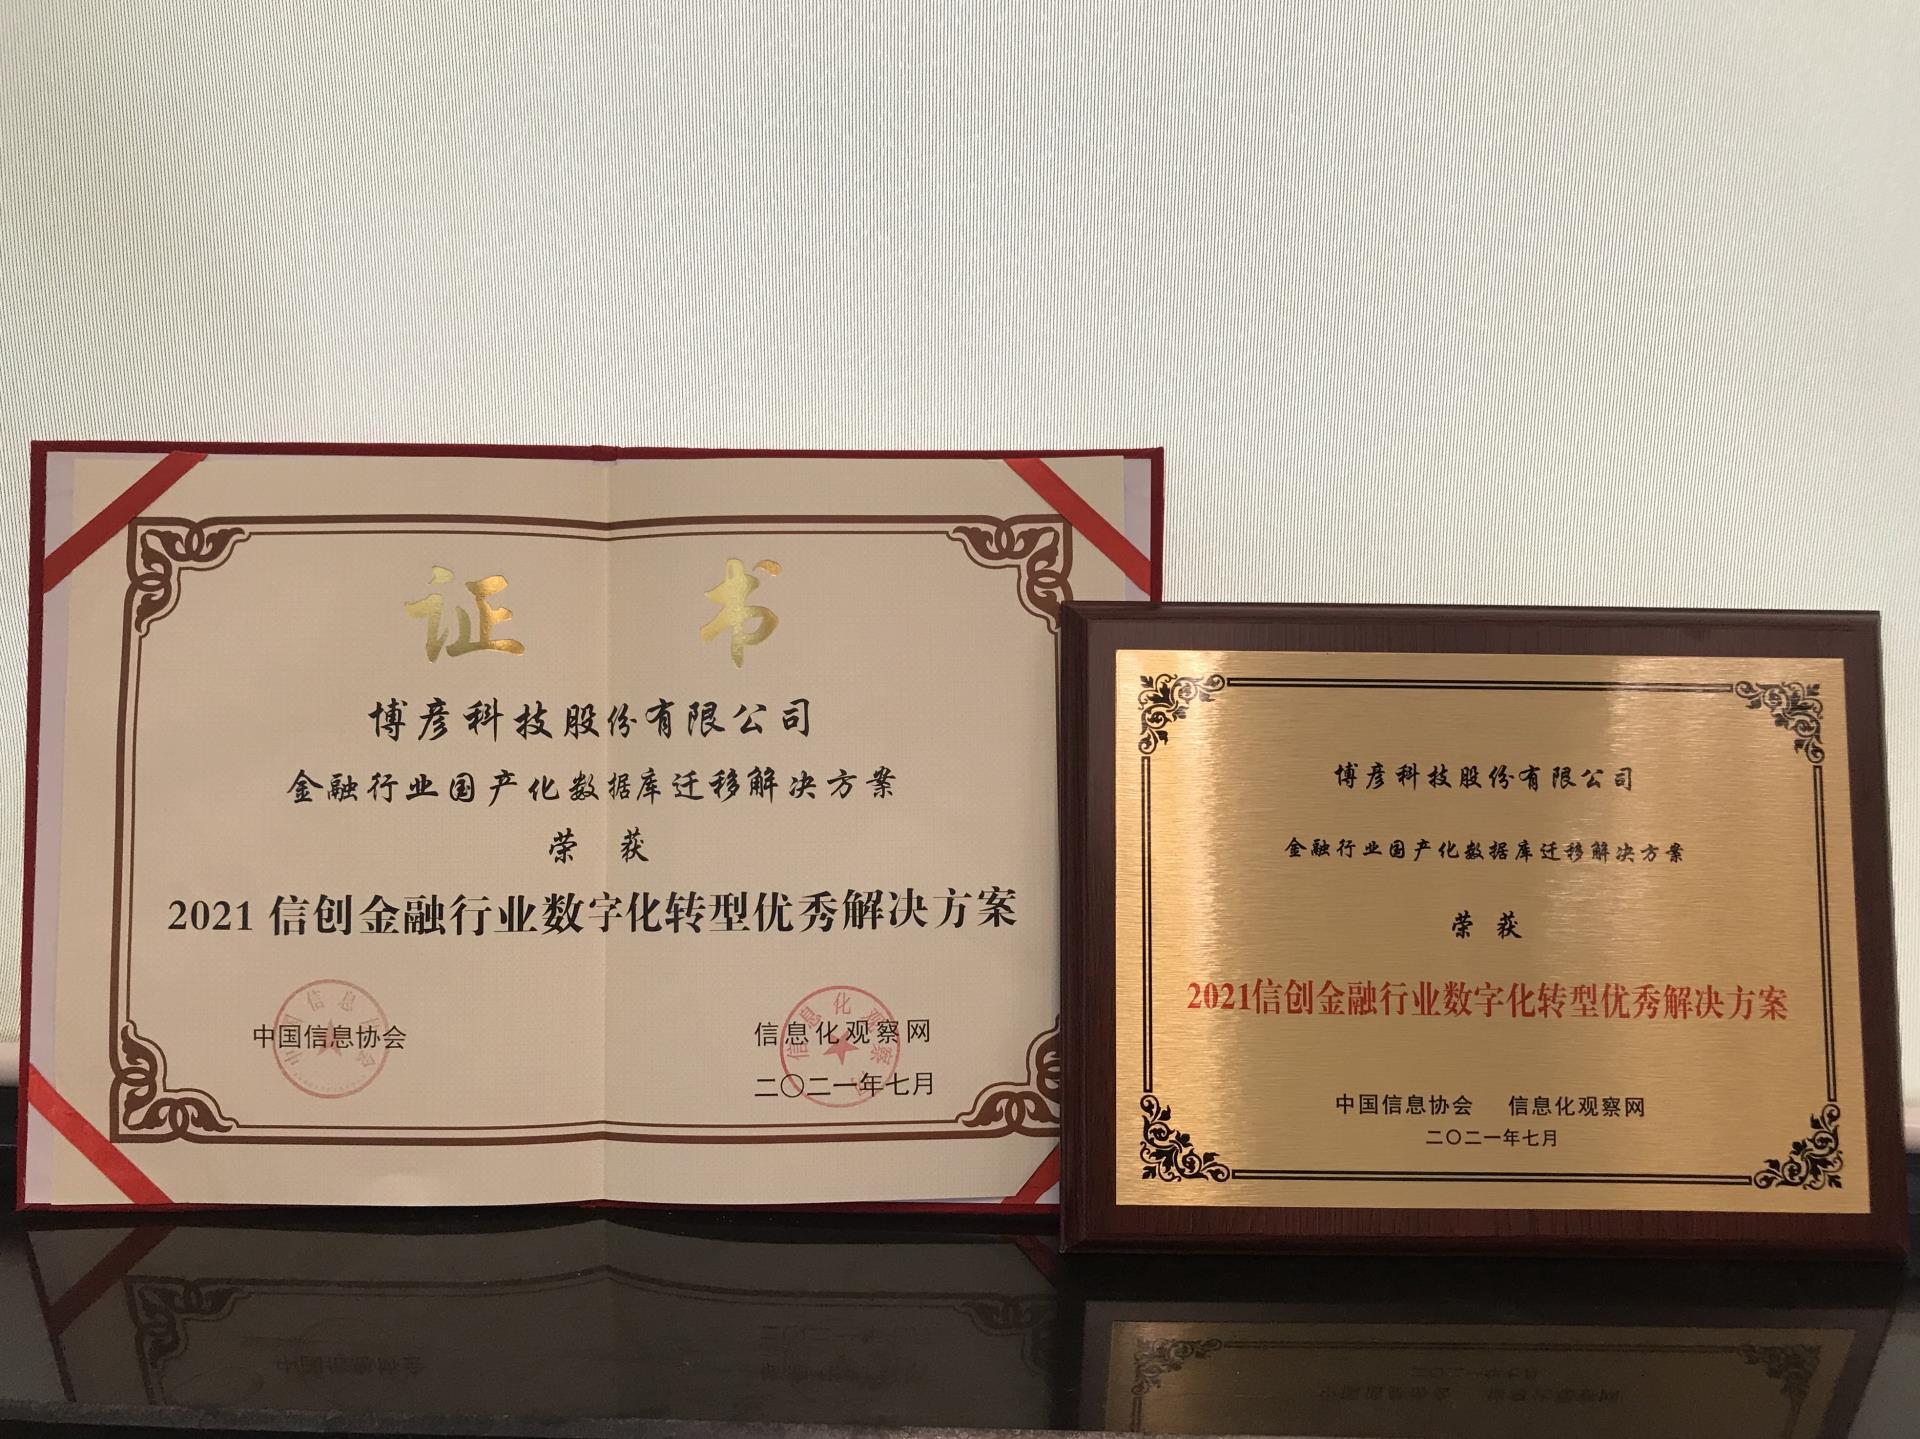 证 书
博彦科技股份有限公司
金融行业国产化数据库迁移解决方案
荣 获
2021 信创金融行业数字化转型优秀解决方案
中国信息协会
信息化观察网
二〇二一年七月
博彦科技股份有限公司
金融行业国产化数据库迁移解决方案
荣 获
2021信创金融行业数字化转型优秀解决方案
中国信息协会 信息化观察网
二〇二一年七月